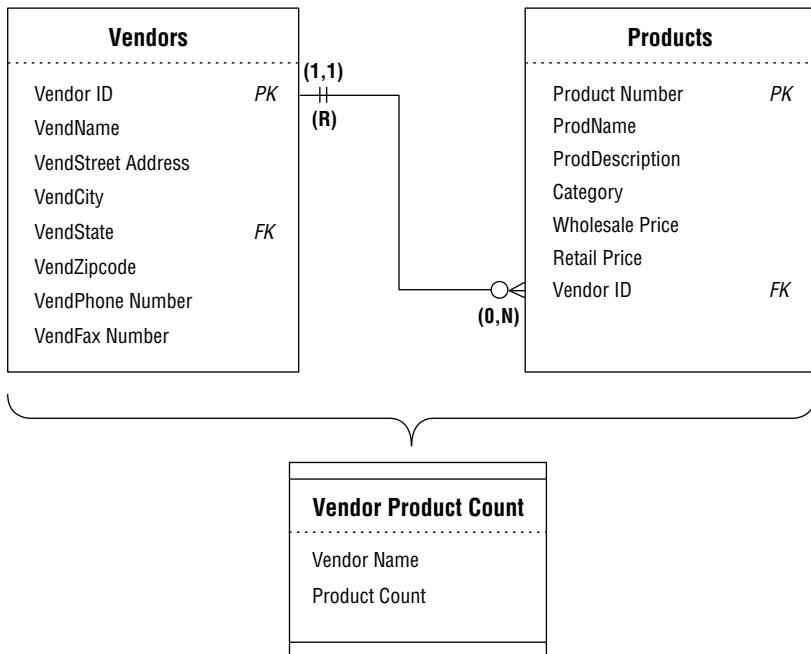 Vendors
Vendor ID PK
VendName
VendStreet Address
VendCity
VendState FK
VendZipcode
VendPhone Number
VendFax Number
(1,1)
(R)
(0,N)
Products
Product Number PK
ProdName
ProdDescription
Category
Wholesale Price
Retail Price
Vendor ID FK
Vendor Product Count
Vendor Name
Product Count